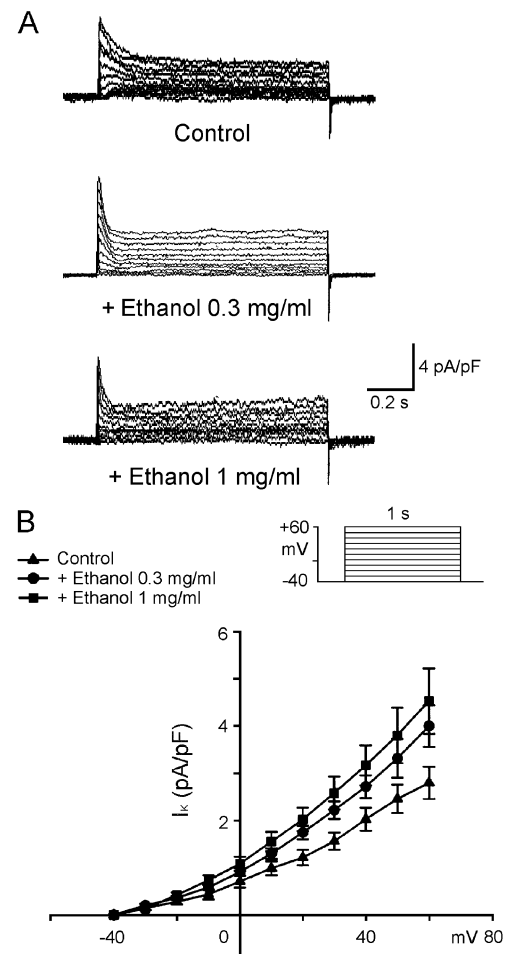 A
Control
+ Ethanol 0.3 mg/ml
4 pA/pF
0.2 s
+ Ethanol 1 mg/ml
B
1 s
+60
mV
-40
Control
+ Ethanol 0.3 mg/ml
+ Ethanol 1 mg/ml
6
4
2
IK (pA/pF)
-40
0
40
mV 80